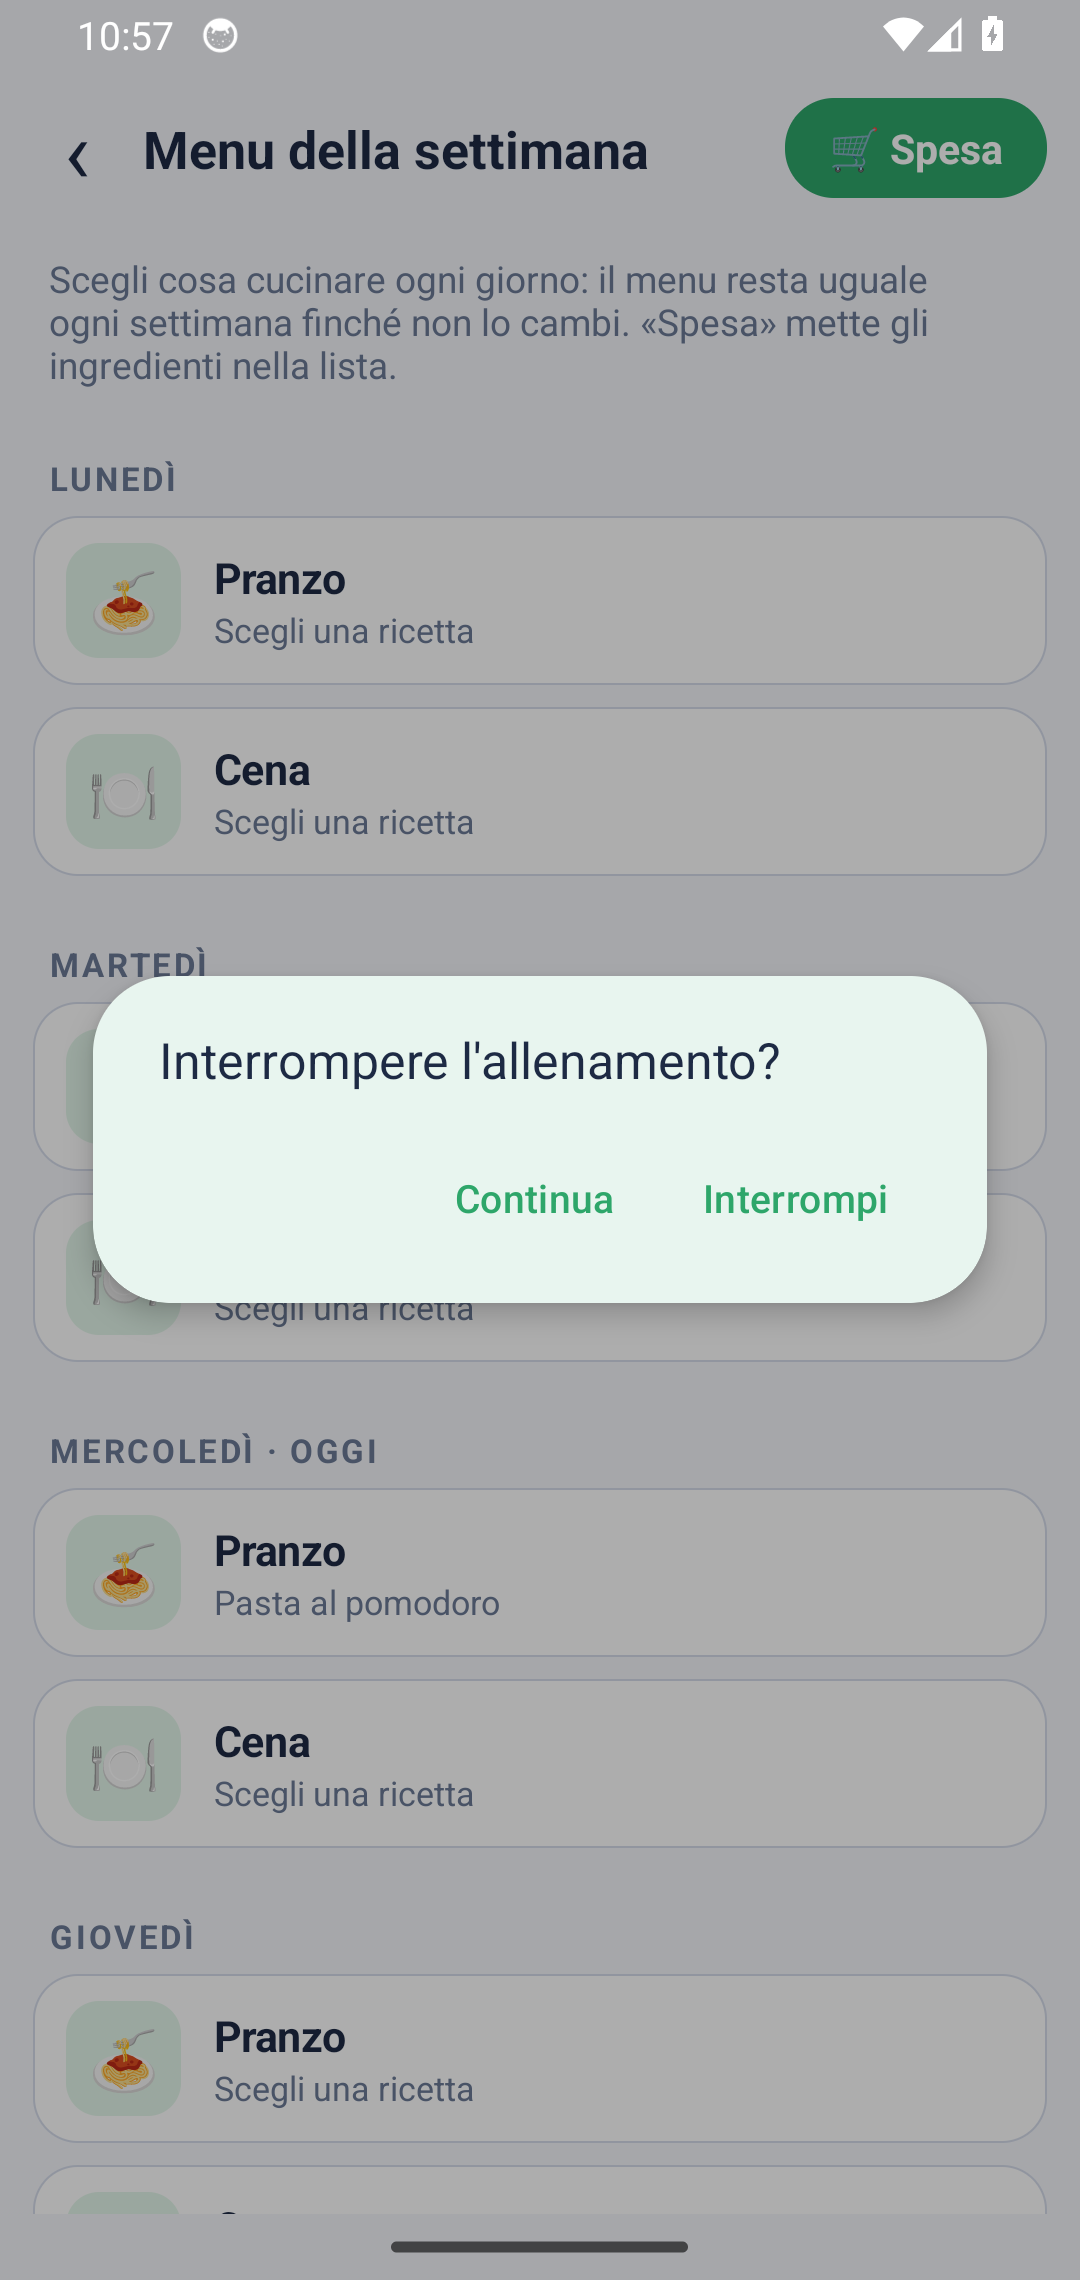 10:57
Menu della settimana
🛒 Spesa
Scegli cosa cucinare ogni giorno: il menu resta uguale
ogni settimana finché non lo cambi. «Spesa» mette gli
ingredienti nella lista.
LUNEDÌ
Pranzo
Scegli una ricetta
Cena
Scegli una ricetta
MARTEDÌ
Interrompere l'allenamento?
Continua
Interrompi
Scegli una ricetta
MERCOLEDÌ · OGGI
Pranzo
Pasta al pomodoro
Cena
Scegli una ricetta
GIOVEDÌ
Pranzo
Scegli una ricetta